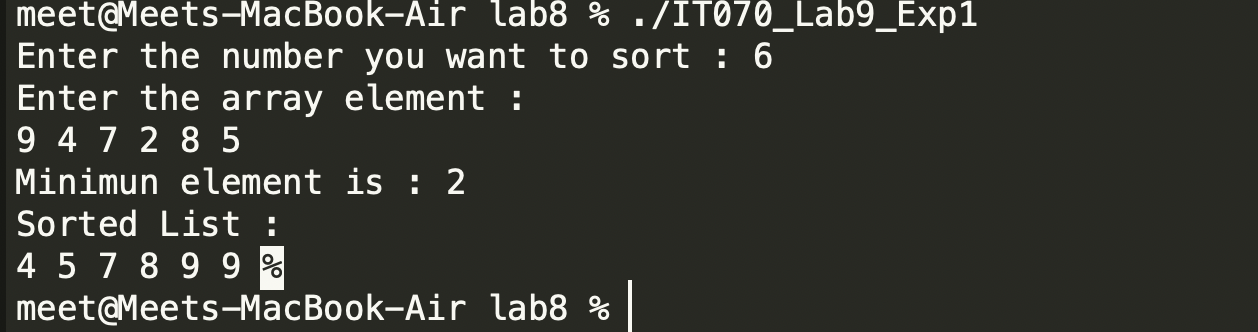 meet@Meets-MacBook-Air lab8 % ./IT070_Lab9_Exp1
Enter the number you want to sort : 6
Enter the array element :
9 4 7 2 8 5
Minimun element is : 2
Sorted List :
4 5 7 8 9 9 %
meet@Meets-MacBook-Air lab8 %